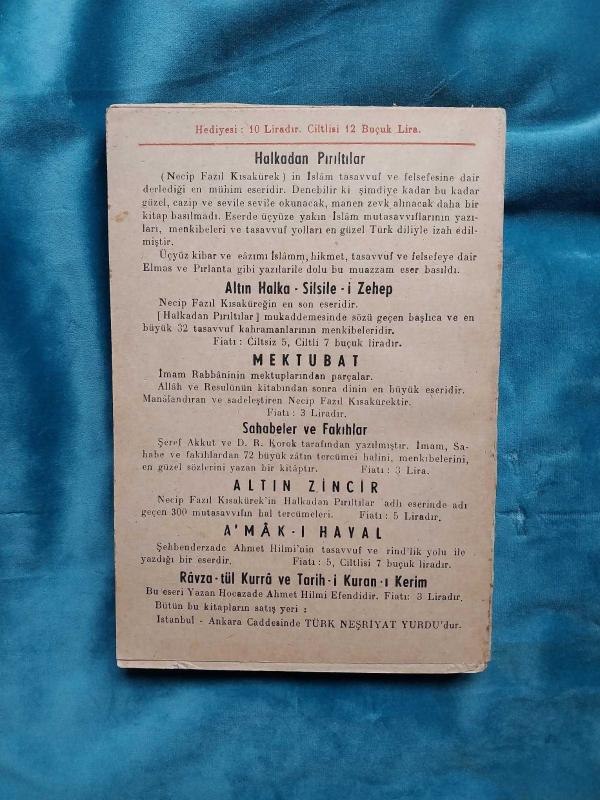 Hediyesi : 10 Liradır. Ciltlisi 12 Buçuk Lira.
Halkadan Pırıltılar
(Necip Fazıl Kısakürek) in İslâm tasavvuf ve felsefesine dair
derlediği en mühim eseridir. Denebilir ki şimdiye kadar bu kadar
güzel, cazip ve sevile sevile okunacak, manen zevk alınacak daha bir
kitap basılmadı. Eserde üçyüze yakın İslâm mutasavvıflarının yazı-
ları, menkibeleri ve tasavvuf yolları en güzel Türk diliyle izah edil-
miştir.
Üçyüz kibar ve eâzımı İslâmm, hikmet, tasavvuf ve felsefeye dair
Elmas ve Pırlanta gibi yazılarile dolu bu muazzam eser basıldı.
Altın Halka - Silsile - i Zehep
Necip Fazıl Kısaküreğin en son eseridir.
[Halkadan Pırıltılar] mukaddemesinde sözü geçen başlıca ve en
büyük 32 tasavvuf kahramanlarının menkibeleridir.
Fiatı : Ciltsiz 5, Ciltli 7 buçuk liradır.
MEKTUBAT
İmam Rabbâninin mektuplarından parçalar.
Allâh ve Resulünün kitabından sonra dinin en büyük eseridir.
Manâlandıran ve sadeleştiren Necip Fazıl Kısakürektir.
Fiatı : 3 Liradır.
Sahabeler ve Fakıhlar
Şeref Akkut ve D. R. Korok tarafından yazılmıştır. İmam, Sa-
habe ve fakıhlardan 72 büyük zâtın tercümei halini, menkibelerini,
en güzel sözlerini yazan bir kitáptır. Fiatı : 3 Lira.
ALTIN ZİNCİR
Necip Fazıl Kısakürek'in Halkadan Pırıltılar adlı eserinde adı
geçen 300 mutasavvıfın hal tercümeleri. Fiatı : 5 Liradır.
A'MÂK-I HAYAL
Şehbenderzade Ahmet Hilmi'nin tasavvuf ve rind'lik yolu ile
yazdığı bir eserdir. Fiatı : 5, Ciltlisi 7 buçuk liradır.
Râvza-tül Kurrâ ve Tarih-i Kuran-ı Kerim
Bu eseri Yazan Hocazade Ahmet Hilmi Efendidir. Fiatı: 3 Liradır.
Bütün bu kitapların satış yeri :
İstanbul - Ankara Caddesinde TÜRK NEŞRİYAT YURDU'dur.